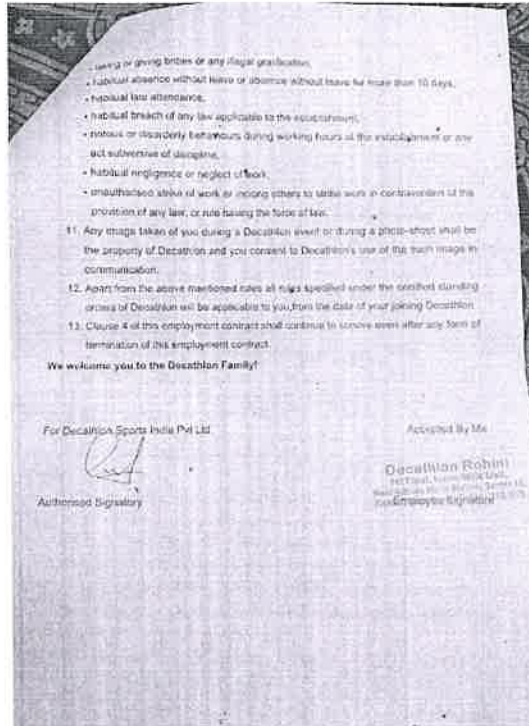 taking or giving bribes or any illegal gratification,
• habitual absence without leave or absence without leave for more than 10 days,
• habitual late attendance,
• habitual breach of any law applicable to the establishment,
• riotous or disorderly behaviours during working hours at the establishment or any
act subversive of discipline,
• habitual negligence or neglect of work,
• unauthorised strike of work or inciting others to strike work in contravention of the
provision of any law, or rule having the force of law.
11. Any image taken of you during a Decathlon event or during a photo-shoot shall be
the property of Decathlon and you consent to Decathlon's use of the such image in
communication.
12. Apart from the above mentioned rules all rules specified under the certified standing
orders of Decathlon will be applicable to you, from the date of your joining Decathlon
13. Clause 4 of this employment contract shall continue to survive even after any form of
termination of this employment contract.
We welcome you to the Decathlon Family!
For Decathlon Sports India Pvt Ltd
Accepted By Me
Authorised Signatory
Decathlon Rohini
Employee Signature